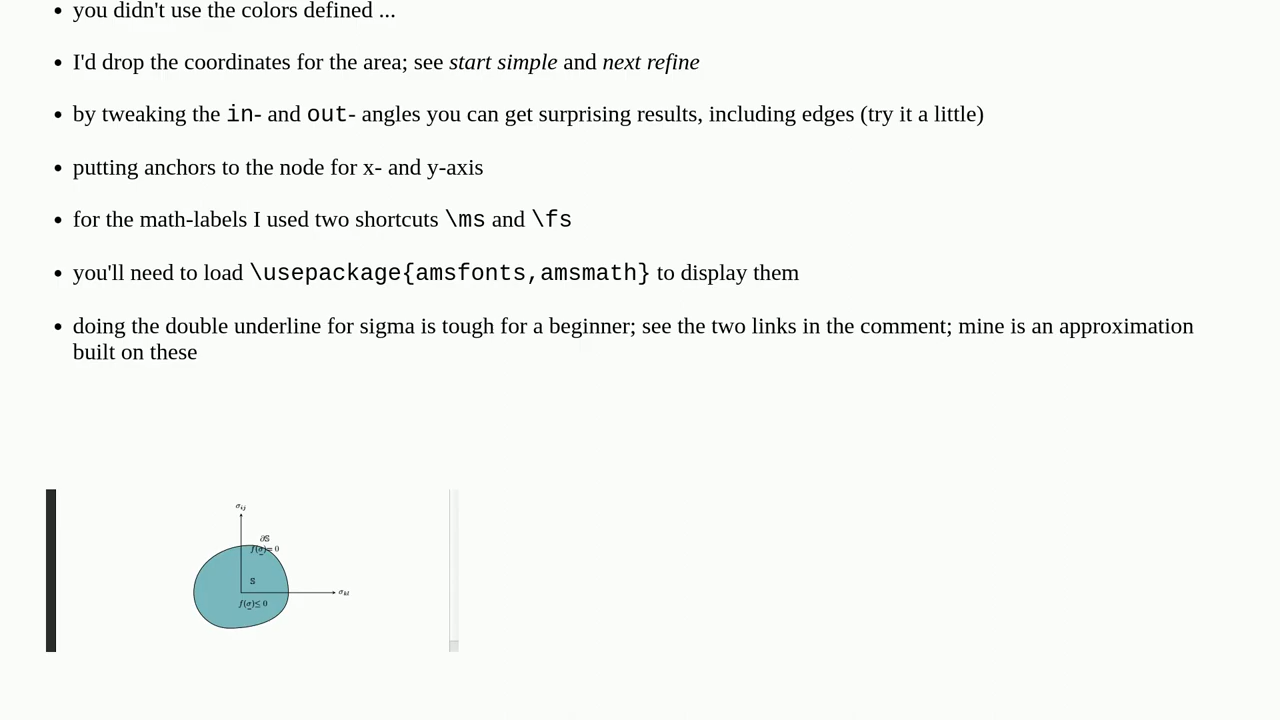 • you didn't use the colors defined ...
• I'd drop the coordinates for the area; see start simple and next refine
• by tweaking the in- and out- angles you can get surprising results, including edges (try it a little)
• putting anchors to the node for x- and y-axis
• for the math-labels I used two shortcuts \ms and \fs
• you'll need to load \usepackage{amsfonts,amsmath} to display them
• doing the double underline for sigma is tough for a beginner; see the two links in the comment; mine is an approximation
built on these
σij
∂S
f(σ)= 0
S
σkl
f(σ)≤ 0